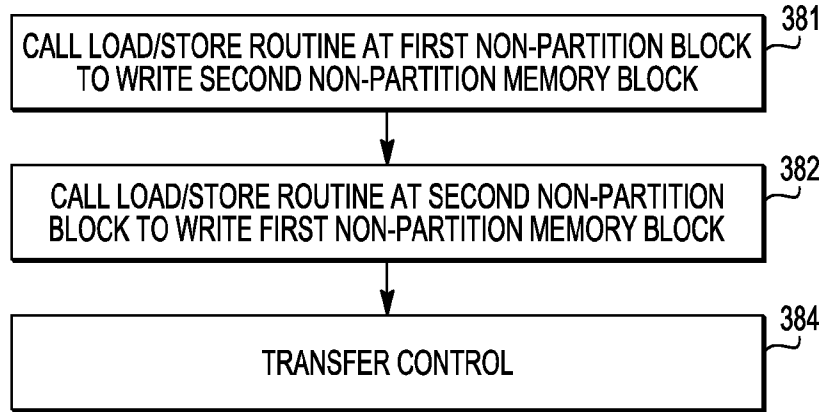 381
CALL LOAD/STORE ROUTINE AT FIRST NON-PARTITION BLOCK
TO WRITE SECOND NON-PARTITION MEMORY BLOCK
382
CALL LOAD/STORE ROUTINE AT SECOND NON-PARTITION
BLOCK TO WRITE FIRST NON-PARTITION MEMORY BLOCK
384
TRANSFER CONTROL